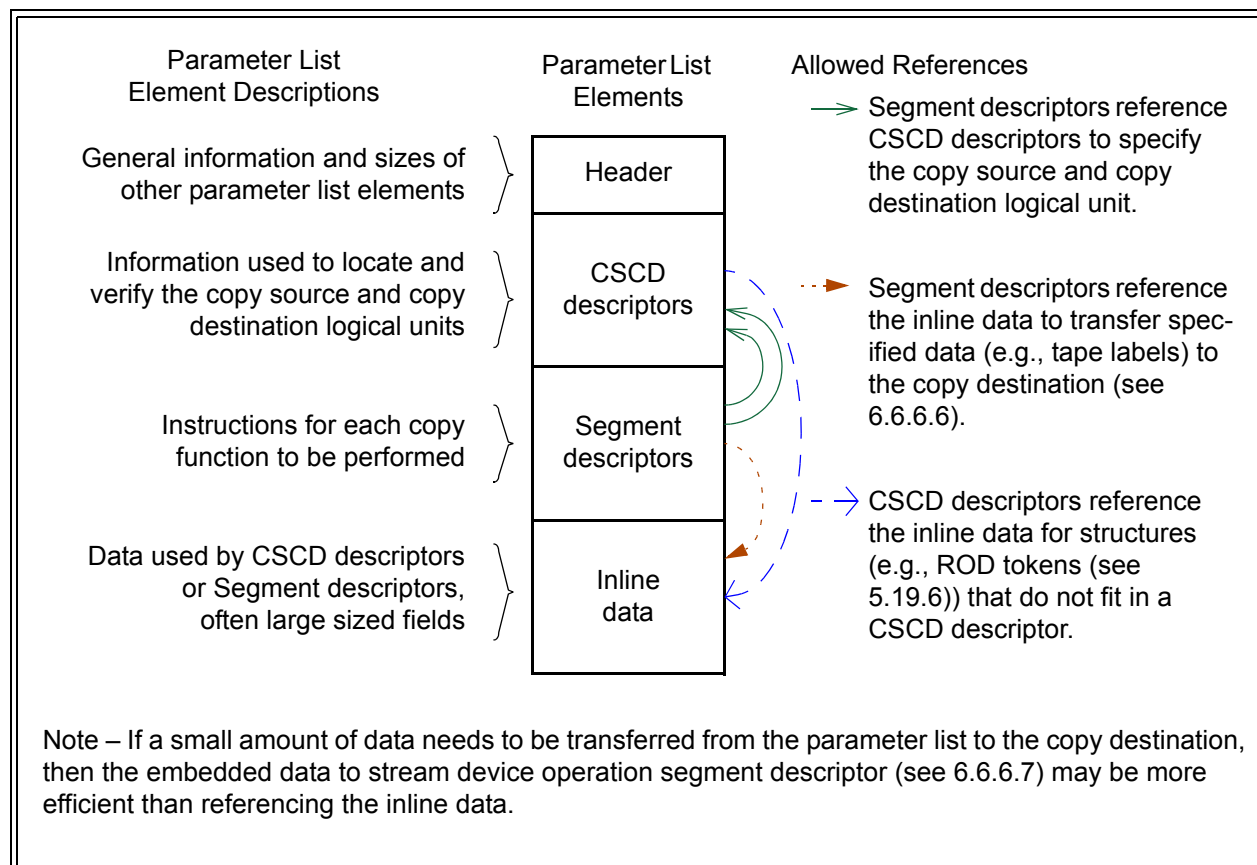 Parameter List
Element Descriptions
Parameter List
Elements
Allowed References
General information and sizes of
other parameter list elements
Information used to locate and
verify the copy source and copy
destination logical units
Instructions for each copy
function to be performed
Data used by CSCD descriptors
or Segment descriptors,
often large sized fields
Header
CSCD
descriptors
Segment
descriptors
Inline
data
Segment descriptors reference
CSCD descriptors to specify
the copy source and copy
destination logical unit.
Segment descriptors reference
the inline data to transfer spec-
ified data (e.g., tape labels) to
the copy destination (see
6.6.6.6).
CSCD descriptors reference
the inline data for structures
(e.g., ROD tokens (see
5.19.6)) that do not fit in a
CSCD descriptor.
Note – If a small amount of data needs to be transferred from the parameter list to the copy destination,
then the embedded data to stream device operation segment descriptor (see 6.6.6.7) may be more
efficient than referencing the inline data.